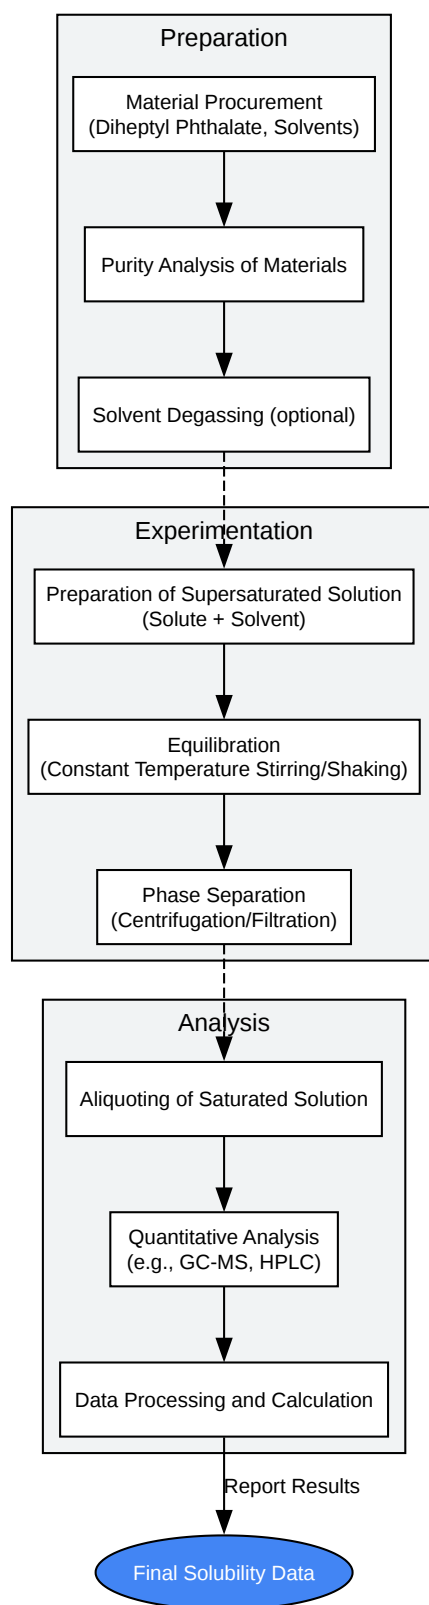 Preparation
Material Procurement
(Diheptyl Phthalate, Solvents)
Purity Analysis of Materials
Solvent Degassing (optional)
Experimentation
Preparation of Supersaturated Solution
(Solute + Solvent)
Equilibration
(Constant Temperature Stirring/Shaking)
Phase Separation
(Centrifugation/Filtration)
Analysis
Aliquoting of Saturated Solution
Quantitative Analysis
(e.g., GC-MS, HPLC)
Data Processing and Calculation
Report Results
Final Solubility Data